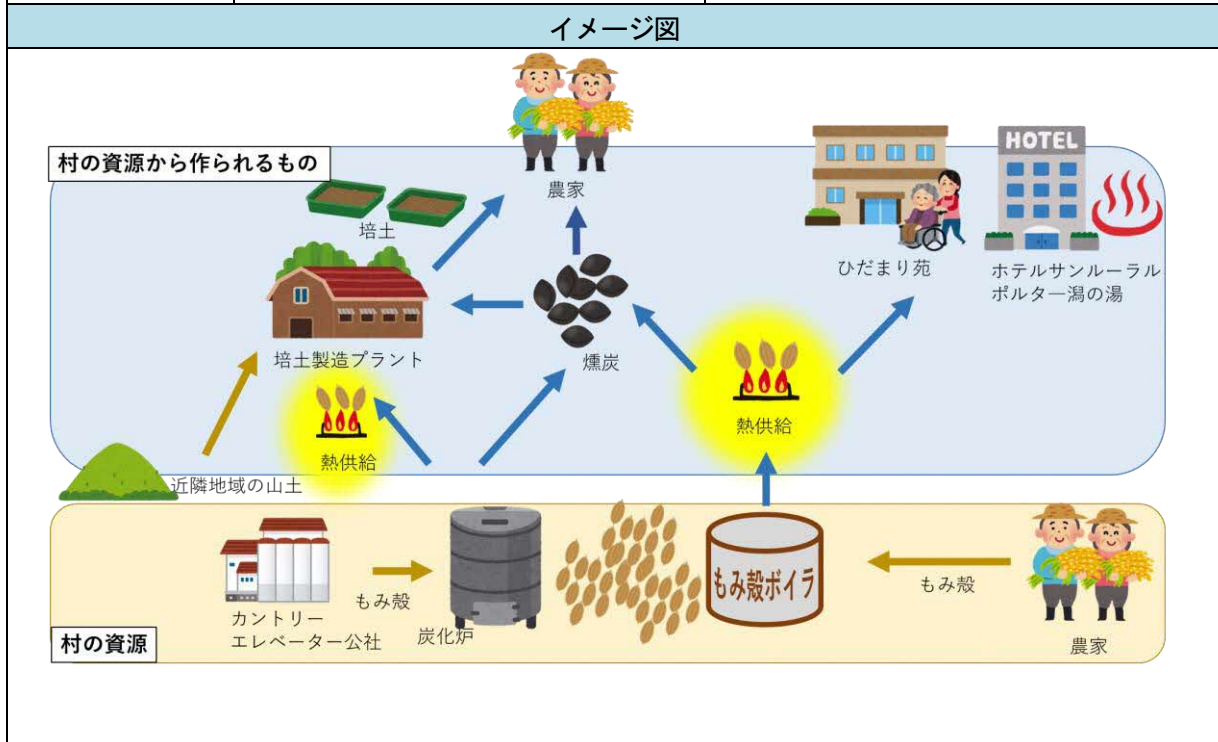 イメージ図
村の資源から作られるもの
農家
培土
HOTEL
ひだまり苑
ホテルサンルーラル
ポルター潟の湯
培土製造プラント
燻炭
熱供給
熱供給
近隣地域の山土
もみ殻ボイラ
もみ殻
もみ殻
カントリー
エレベーター公社
炭化炉
農家
村の資源